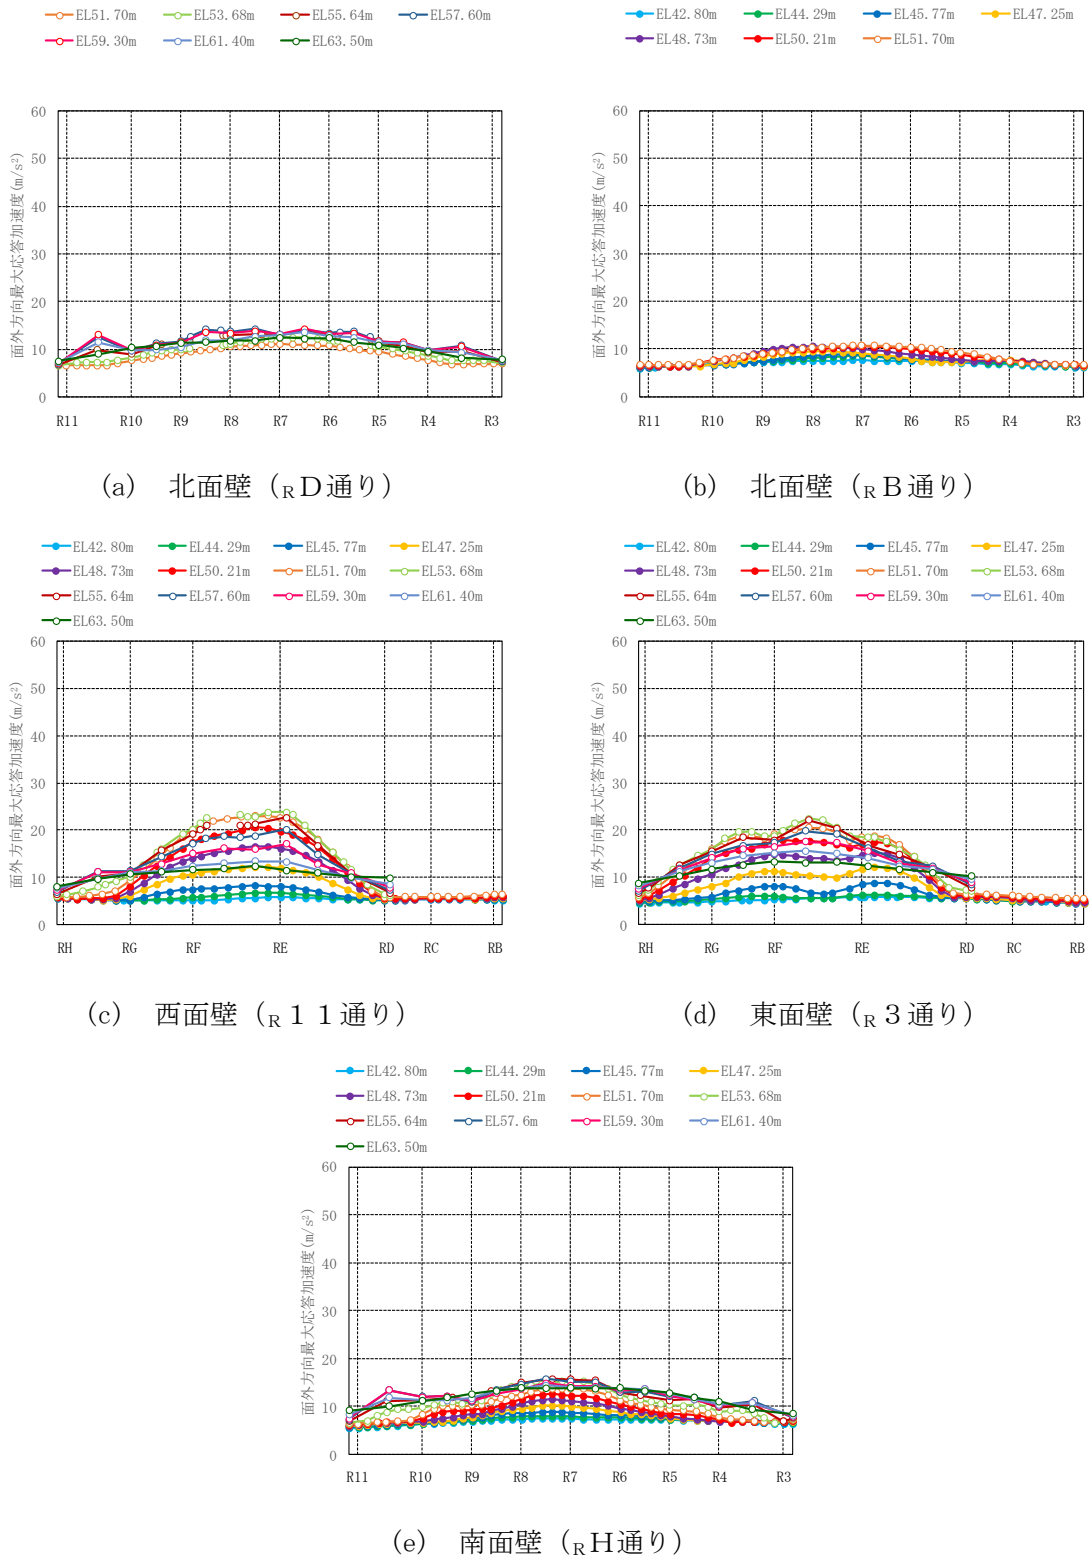 EL51.70m EL53.68m EL55.64m EL57.60m
EL59.30m EL61.40m EL63.50m
面外方向最大応答加速度(m/s²)
60
50
40
30
20
10
0
R11 R10 R9 R8 R7 R6 R5 R4 R3
(a) 北面壁（RD通り）
EL42.80m EL44.29m EL45.77m EL47.25m
EL48.73m EL50.21m EL51.70m
面外方向最大応答加速度(m/s²)
60
50
40
30
20
10
0
R11 R10 R9 R8 R7 R6 R5 R4 R3
(b) 北面壁（RB通り）
EL42.80m EL44.29m EL45.77m EL47.25m
EL48.73m EL50.21m EL51.70m EL53.68m
EL55.64m EL57.60m EL59.30m EL61.40m
EL63.50m
面外方向最大応答加速度(m/s²)
60
50
40
30
20
10
0
RH RG RF RE RD RC RB
(c) 西面壁（R１１通り）
EL42.80m EL44.29m EL45.77m EL47.25m
EL48.73m EL50.21m EL51.70m EL53.68m
EL55.64m EL57.60m EL59.30m EL61.40m
EL63.50m
面外方向最大応答加速度(m/s²)
60
50
40
30
20
10
0
RH RG RF RE RD RC RB
(d) 東面壁（R３通り）
EL42.80m EL44.29m EL45.77m EL47.25m
EL48.73m EL50.21m EL51.70m EL53.68m
EL55.64m EL57.6m EL59.30m EL61.40m
EL63.50m
面外方向最大応答加速度(m/s²)
60
50
40
30
20
10
0
R11 R10 R9 R8 R7 R6 R5 R4 R3
(e) 南面壁（RH通り）